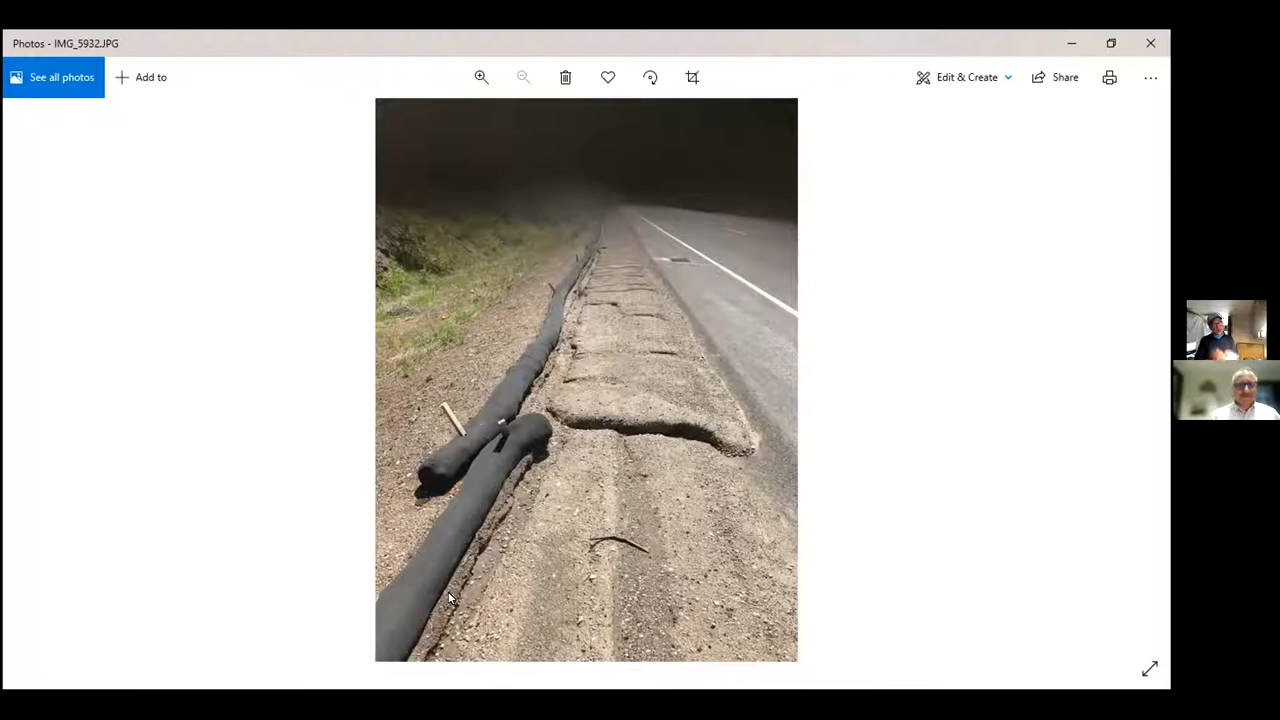 Photos - IMG_5932.JPG
See all photos
Add to
Edit & Create
Share